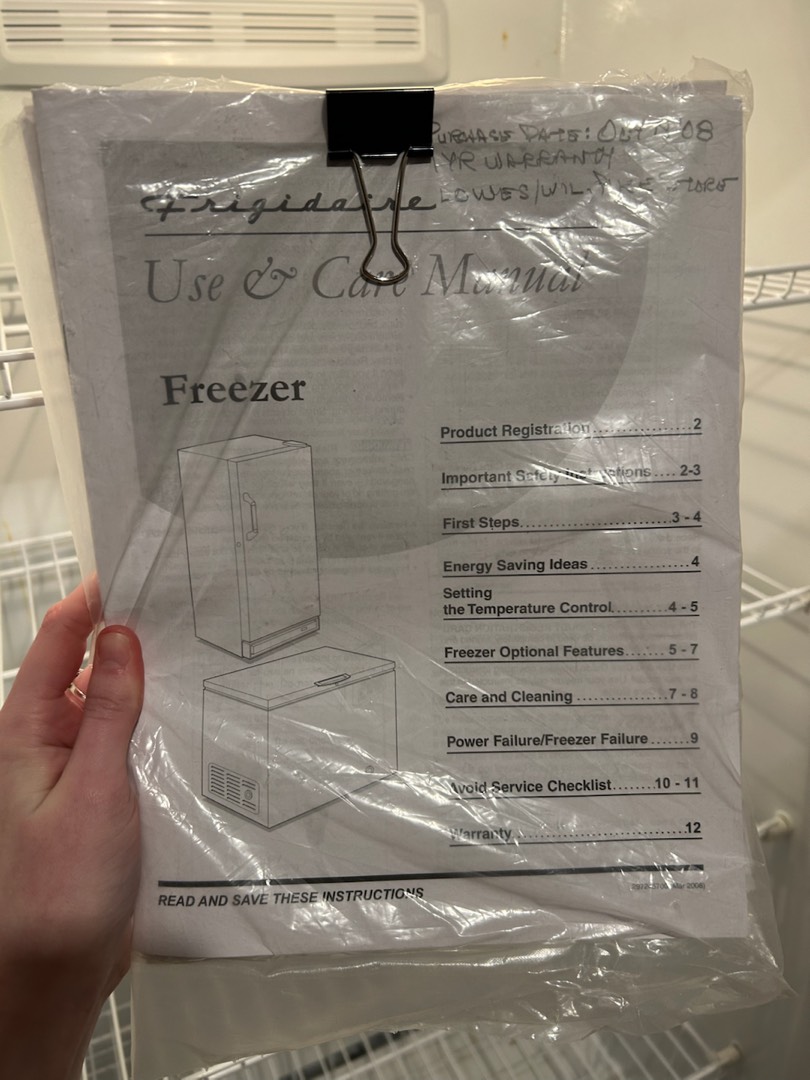 PURCHASE DATE: OCT 08
YR WARRANTY
LOWES/WIL. STORE
Frigidaire
Use & Care Manual
Freezer
Product Registration..............2
Important Safety Instructions.... 2-3
First Steps.......................3 - 4
Energy Saving Ideas ................4
Setting
the Temperature Control.........4 - 5
Freezer Optional Features...... 5 - 7
Care and Cleaning ..............7 - 8
Power Failure/Freezer Failure ......9
Avoid Service Checklist.......10 - 11
Warranty..........................12
READ AND SAVE THESE INSTRUCTIONS